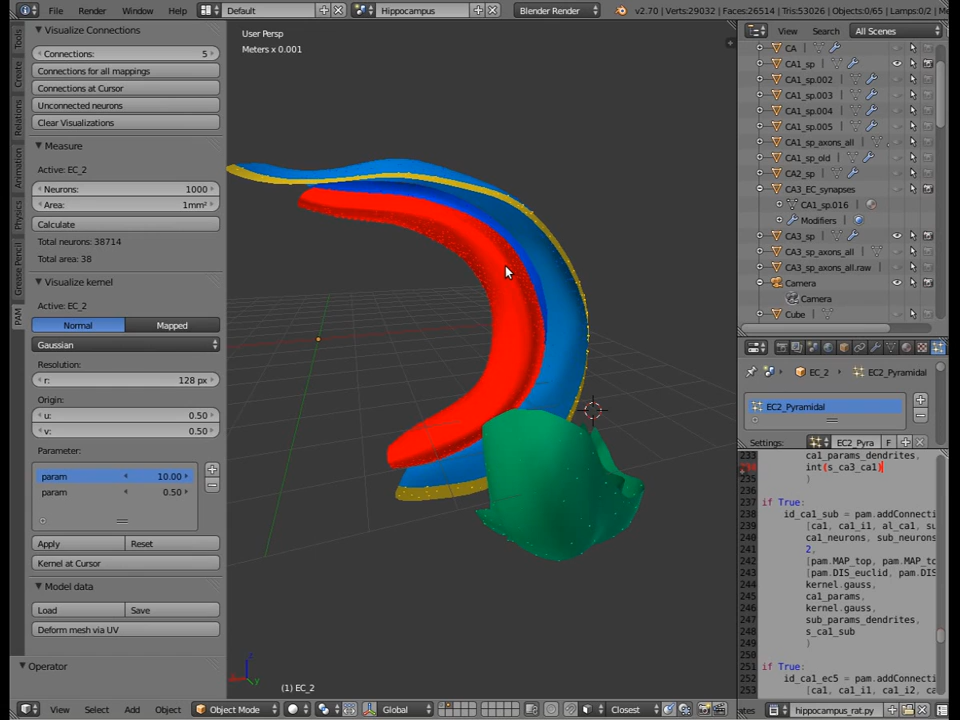 File
Render
Window
Help
Default
Hippocampus
Blender Render
v2.70 | Verts:29032 | Faces:26514 | Tris:53026 | Objects:0/65 | Lamps:0/2 |
Tools
Create
Relations
Animation
Physics
Grease Pencil
PAM
Visualize Connections
Connections: 5
Connections for all mappings
Connections at Cursor
Unconnected neurons
Clear Visualizations
Measure
Active: EC_2
Neurons: 1000
Area: 1mm²
Calculate
Total neurons: 38714
Total area: 38
Visualize kernel
Active: EC_2
Normal
Mapped
Gaussian
Resolution:
r: 128 px
Origin:
u: 0.50
v: 0.50
Parameter:
param 10.00
param 0.50
Apply
Reset
Kernel at Cursor
Model data
Load
Save
Deform mesh via UV
Operator
User Persp
Meters x 0.001
(1) EC_2
View
Select
Add
Object
Object Mode
Global
Closest
View
Search
All Scenes
CA
CA1_sp
CA1_sp.002
CA1_sp.003
CA1_sp.004
CA1_sp.005
CA1_sp_axons_all
CA1_sp_old
CA2_sp
CA3_EC_synapses
CA1_sp.016
Modifiers
CA3_sp
CA3_sp_axons_all
CA3_sp_axons_all.raw
Camera
Camera
Cube
EC_2
EC2_Pyramidal
EC2_Pyramidal
Settings:
EC2_Pyra
F
233 ca1_params_dendrites,
int(s_ca3_ca1)
235 )
236
237 if True:
238 id_ca1_sub = pam.addConnecti
239 [ca1, ca1_i1, al_ca1, su
240 ca1_neurons, sub_neurons
241 2,
242 [pam.MAP_top, pam.MAP_to
243 [pam.DIS_euclid, pam.DIS
244 kernel.gauss,
245 ca1_params,
246 kernel.gauss,
247 sub_params_dendrites,
248 s_ca1_sub
249 )
250
251 if True:
252 id_ca1_ec5 = pam.addConnecti
253 [ca1, ca1_i1, ca1_i2, ca
hippocampus_rat.py